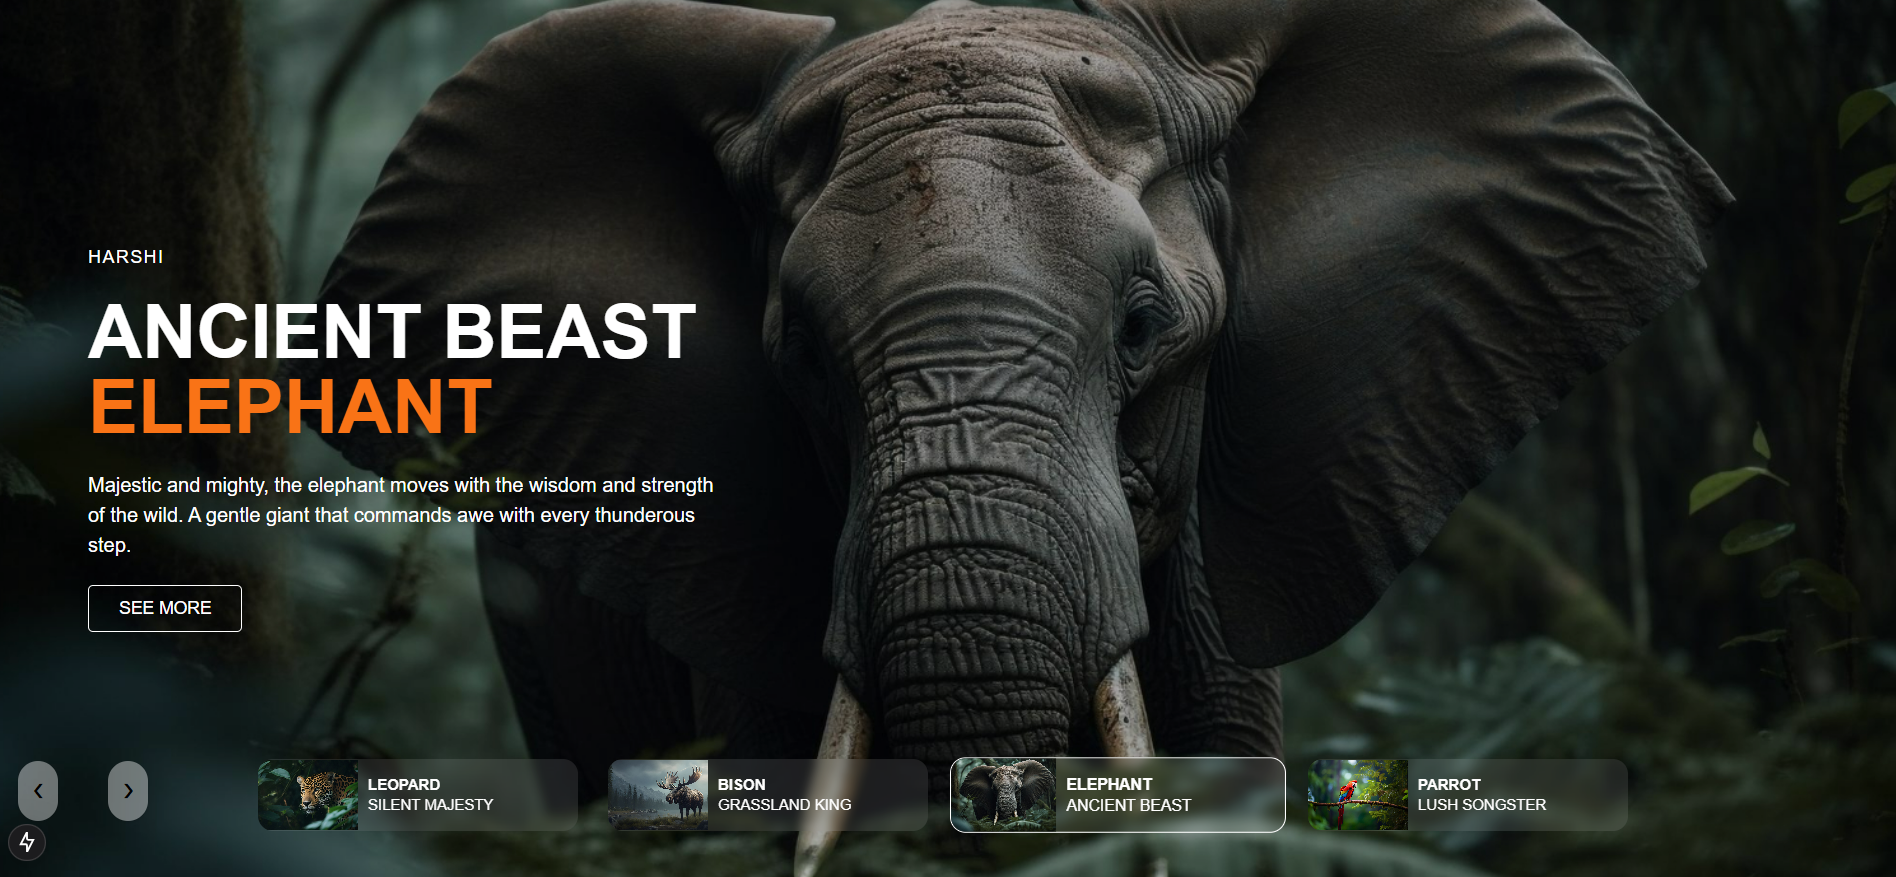 HARSHI
ANCIENT BEAST
ELEPHANT
Majestic and mighty, the elephant moves with the wisdom and strength
of the wild. A gentle giant that commands awe with every thunderous
step.
SEE MORE
LEOPARD
SILENT MAJESTY
BISON
GRASSLAND KING
ELEPHANT
ANCIENT BEAST
PARROT
LUSH SONGSTER